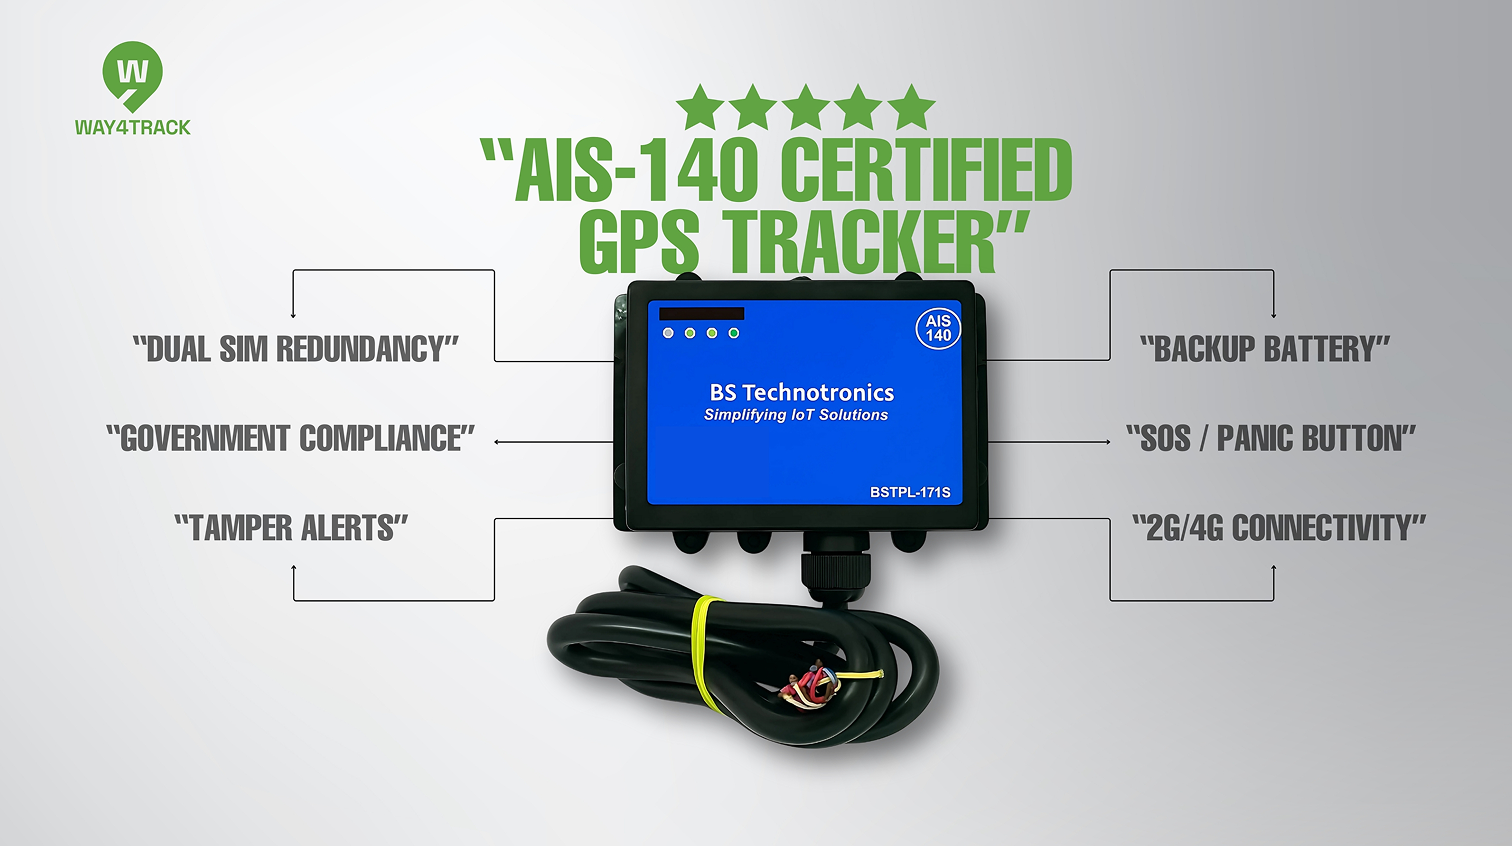 W
WAY4TRACK
“AIS-140 CERTIFIED
GPS TRACKER”
“DUAL SIM REDUNDANCY”
“GOVERNMENT COMPLIANCE”
“TAMPER ALERTS”
AIS
140
BS Technotronics
Simplifying IoT Solutions
BSTPL-171S
“BACKUP BATTERY”
“SOS / PANIC BUTTON”
“2G/4G CONNECTIVITY”